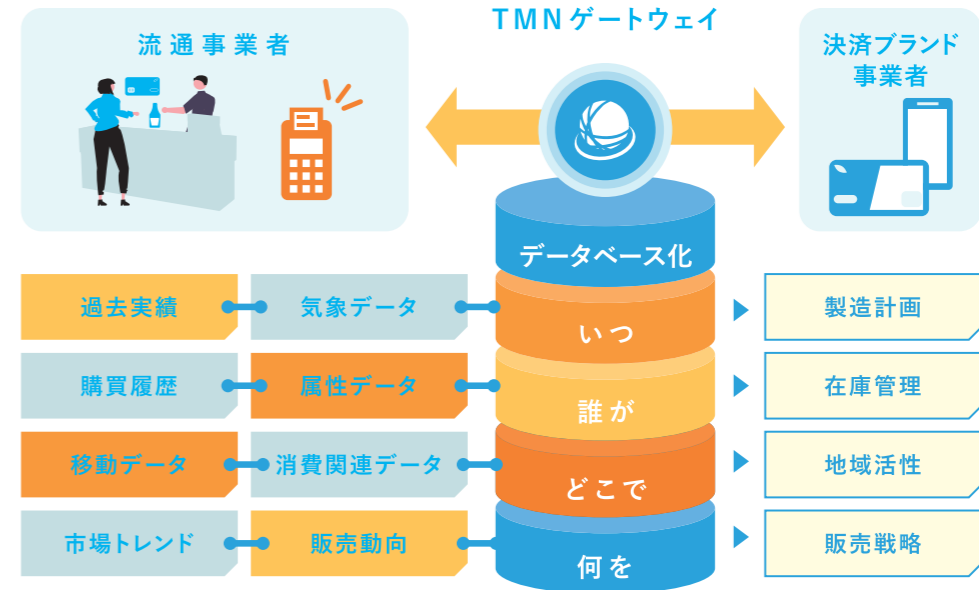 TMNゲートウェイ
流通事業者
決済ブランド
事業者
データベース化
過去実績
気象データ
いつ
製造計画
購買履歴
属性データ
誰が
在庫管理
移動データ
消費関連データ
どこで
地域活性
市場トレンド
販売動向
何を
販売戦略